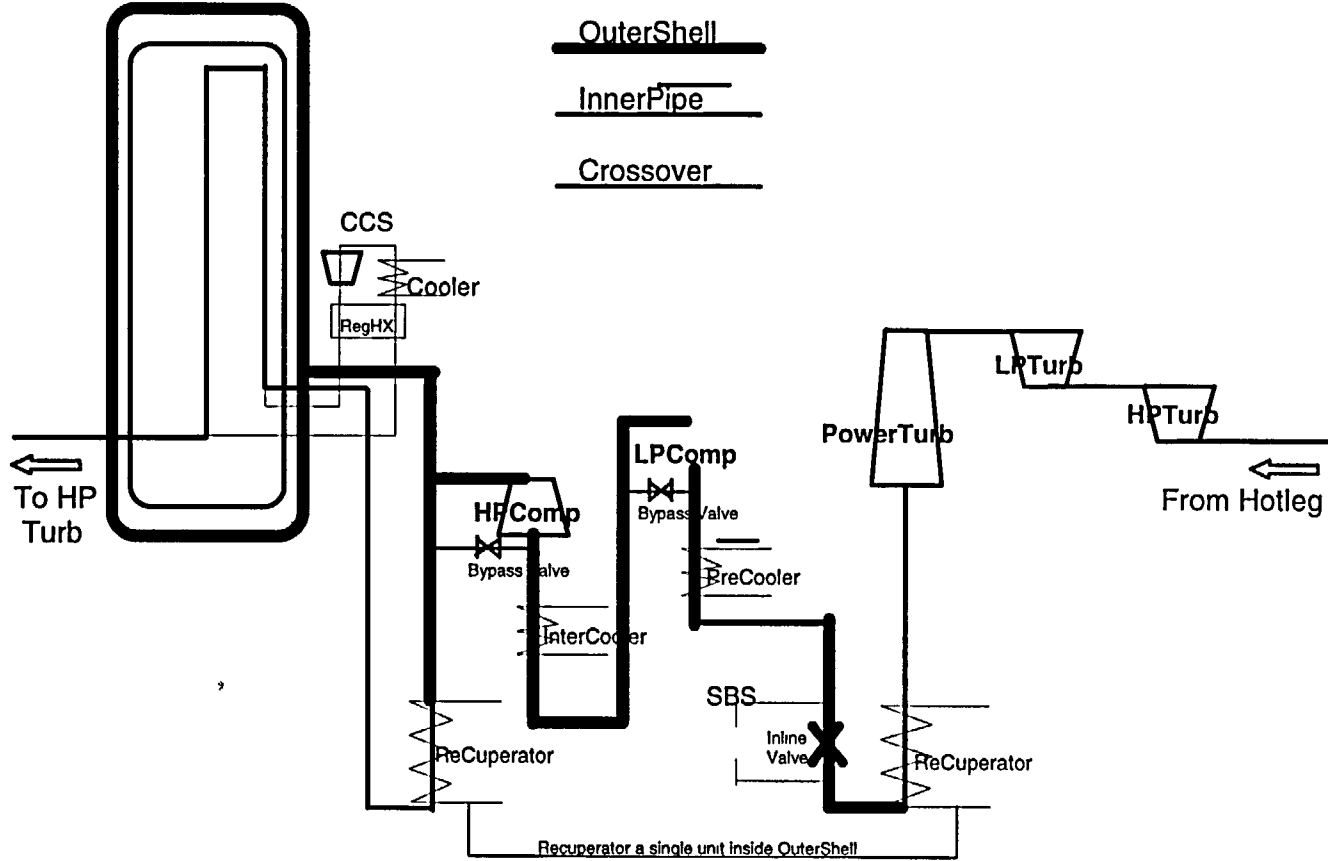 OuterShell
InnerPipe
Crossover
CCS
Cooler
RegHX
To HP
Turb
HPComp
Bypass Valve
InterCooler
LPComp
Bypass Valve
PreCooler
LPTurb
HPTurb
PowerTurb
From Hotleg
SBS
Inline
Valve
ReCuperator
ReCuperator
Recuperator a single unit inside OuterShell